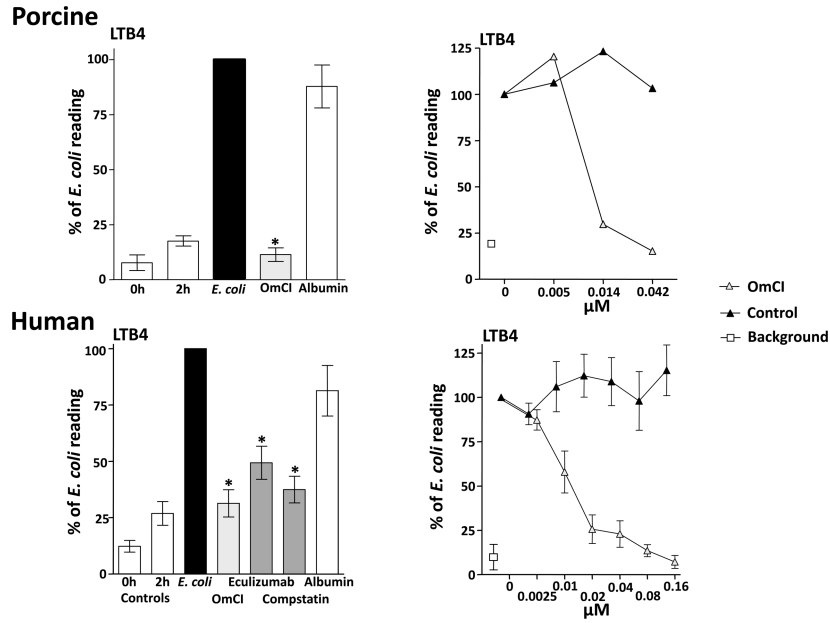 Porcine
LTB4
% of E. coli reading
100
75
50
25
0
*
0h 2h E. coli OmCI Albumin
LTB4
% of E. coli reading
125
100
75
50
25
0
0 0.005 0.014 0.042
µM
OmCI
Control
Background
Human
LTB4
% of E. coli reading
100
75
50
25
0
* * *
0h 2h E. coli Eculizumab Albumin
Controls OmCI Compstatin
LTB4
% of E. coli reading
125
100
75
50
25
0
0 0.01 0.04 0.16
0.0025 0.02 0.08
µM